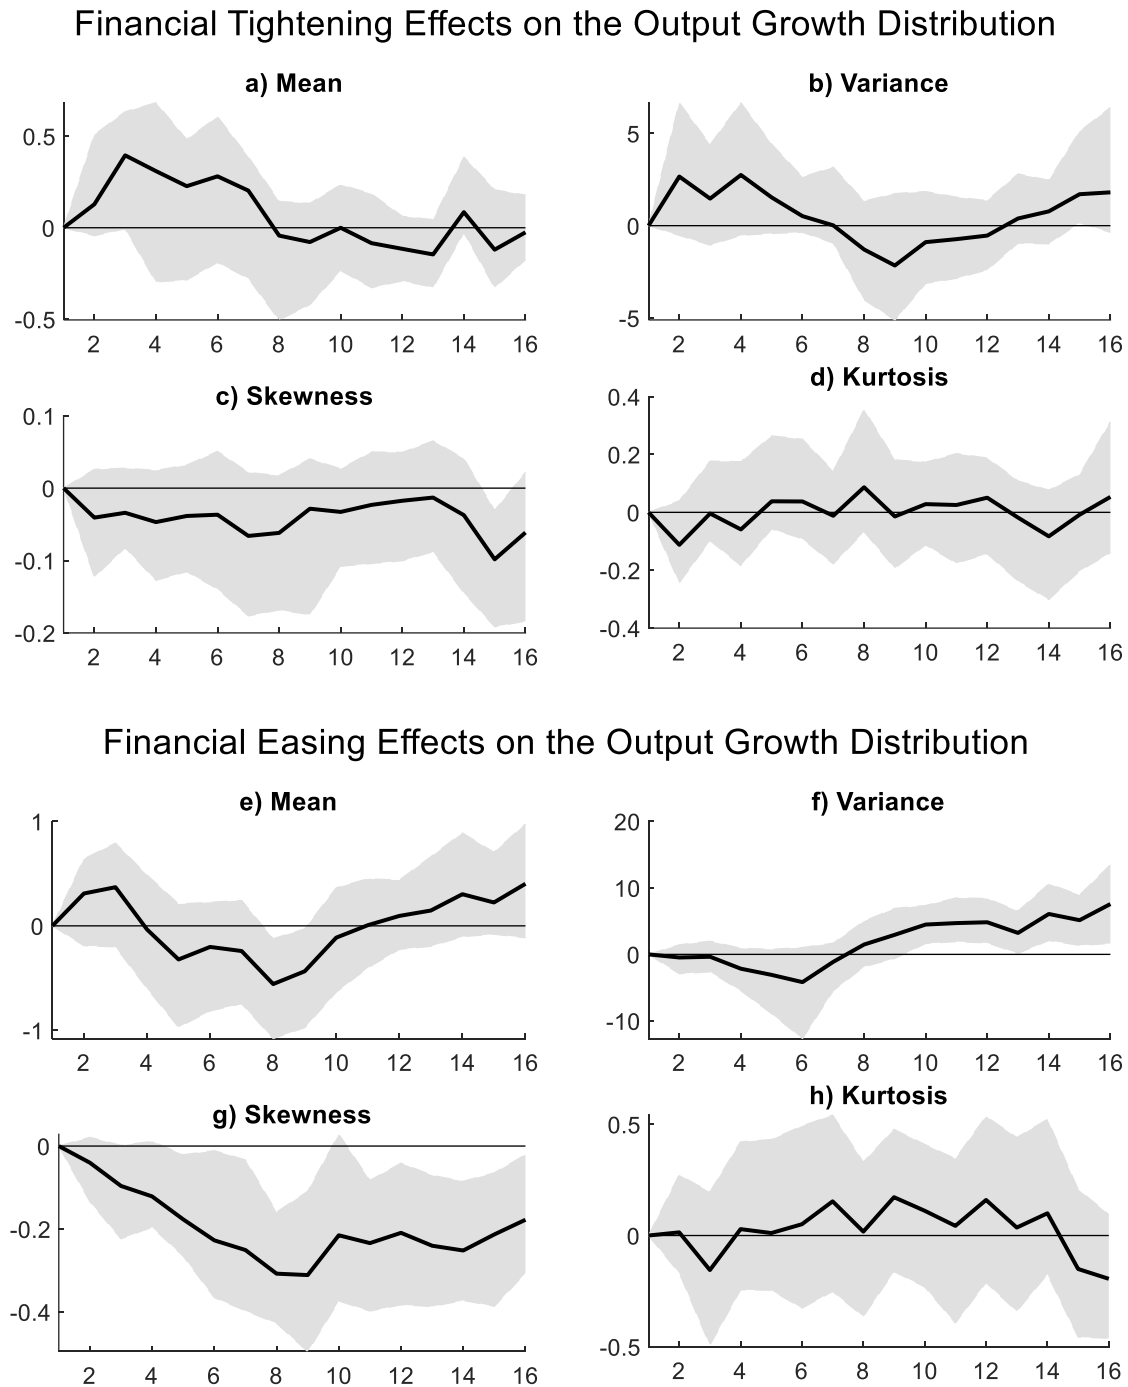 Financial Tightening Effects on the Output Growth Distribution
a) Mean
0.5
0
-0.5
2 4 6 8 10 12 14 16
b) Variance
5
0
-5
2 4 6 8 10 12 14 16
c) Skewness
0.1
0
-0.1
-0.2
2 4 6 8 10 12 14 16
d) Kurtosis
0.4
0.2
0
-0.2
-0.4
2 4 6 8 10 12 14 16
Financial Easing Effects on the Output Growth Distribution
e) Mean
1
0
-1
2 4 6 8 10 12 14 16
f) Variance
20
10
0
-10
2 4 6 8 10 12 14 16
g) Skewness
0
-0.2
-0.4
2 4 6 8 10 12 14 16
h) Kurtosis
0.5
0
-0.5
2 4 6 8 10 12 14 16